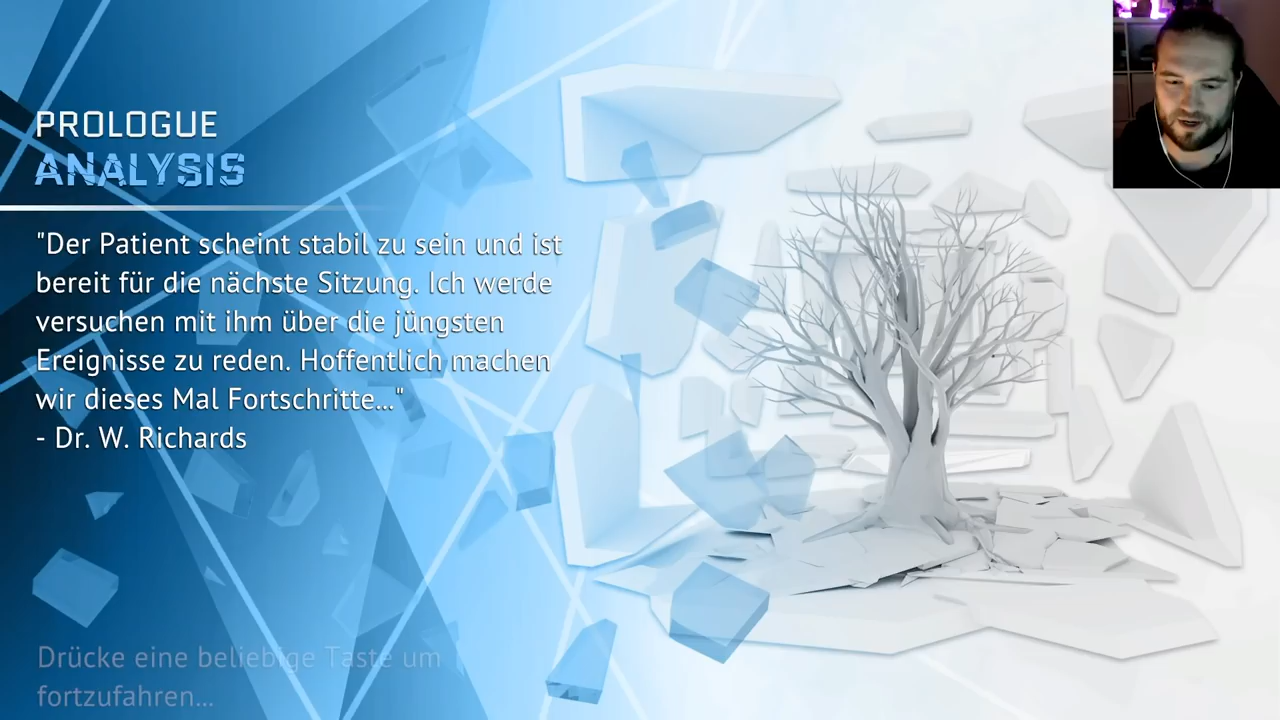 PROLOGUE
ANALYSIS
"Der Patient scheint stabil zu sein und ist
bereit für die nächste Sitzung. Ich werde
versuchen mit ihm über die jüngsten
Ereignisse zu reden. Hoffentlich machen
wir dieses Mal Fortschritte..."
- Dr. W. Richards
Drücke eine beliebige Taste um
fortzufahren...